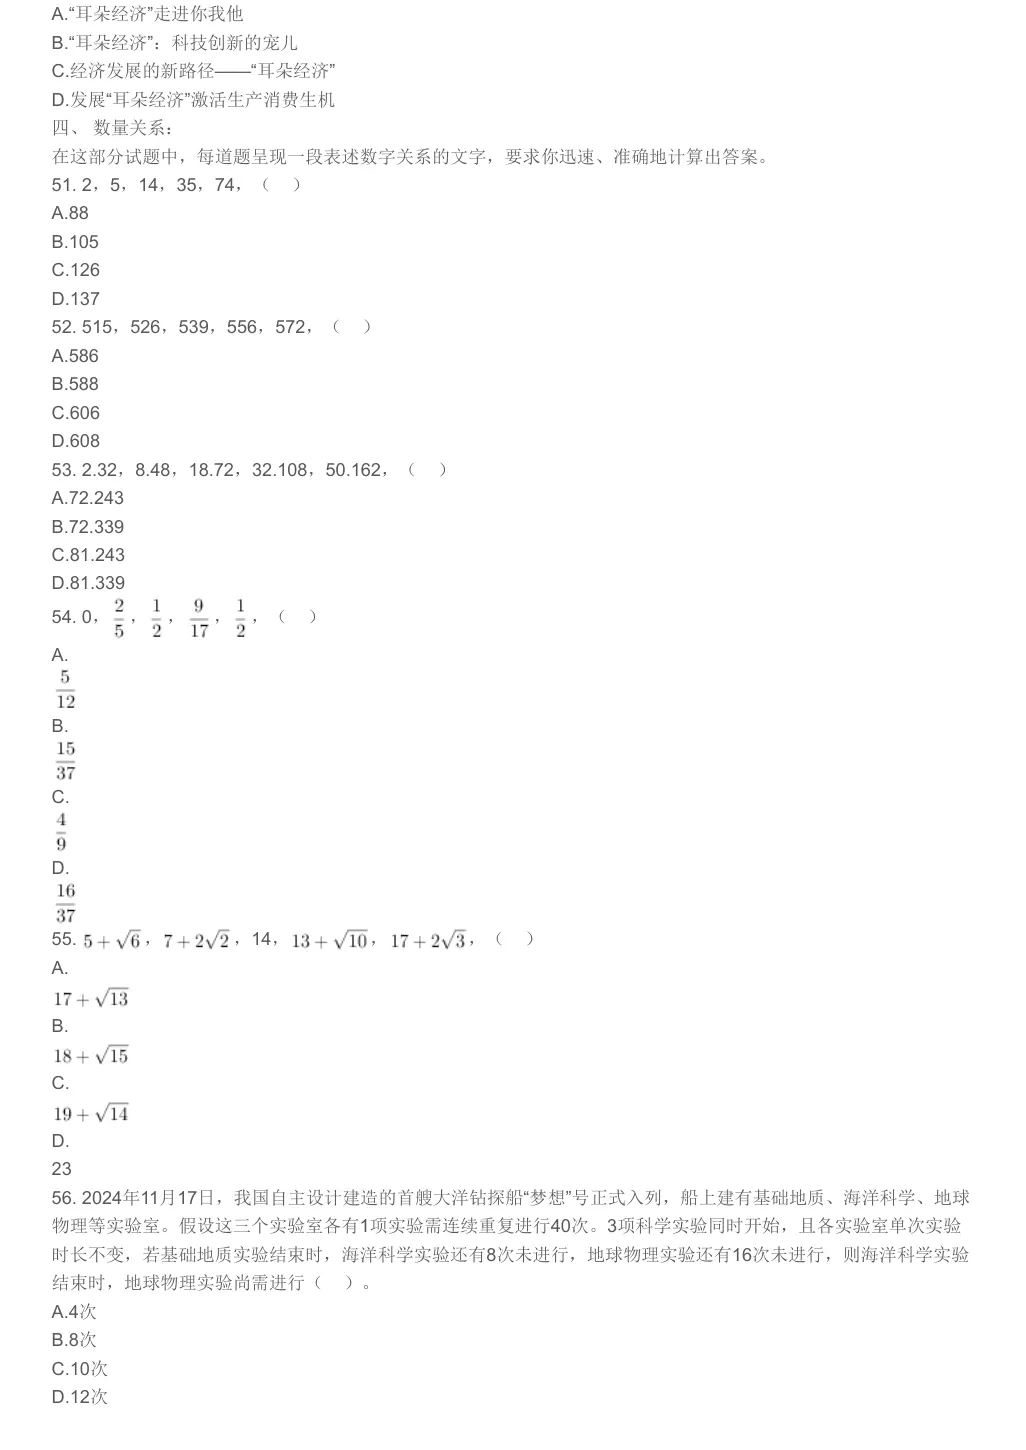 A.“耳朵经济”走进你我他
B.“耳朵经济”：科技创新的宠儿
C.经济发展的新路径——“耳朵经济”
D.发展“耳朵经济”激活生产消费生机
四、 数量关系：
在这部分试题中，每道题呈现一段表述数字关系的文字，要求你迅速、准确地计算出答案。
51. 2，5，14，35，74，（　）
A.88
B.105
C.126
D.137
52. 515，526，539，556，572，（　）
A.586
B.588
C.606
D.608
53. 2.32，8.48，18.72，32.108，50.162，（　）
A.72.243
B.72.339
C.81.243
D.81.339
54. 0，2/5，1/2，9/17，1/2，（　）
A.
5/12
B.
15/37
C.
4/9
D.
16/37
55. 5+√6，7+2√2，14，13+√10，17+2√3，（　）
A.
17+√13
B.
18+√15
C.
19+√14
D.
23
56. 2024年11月17日，我国自主设计建造的首艘大洋钻探船“梦想”号正式入列，船上建有基础地质、海洋科学、地球
物理等实验室。假设这三个实验室各有1项实验需连续重复进行40次。3项科学实验同时开始，且各实验室单次实验
时长不变，若基础地质实验结束时，海洋科学实验还有8次未进行，地球物理实验还有16次未进行，则海洋科学实验
结束时，地球物理实验尚需进行（　）。
A.4次
B.8次
C.10次
D.12次